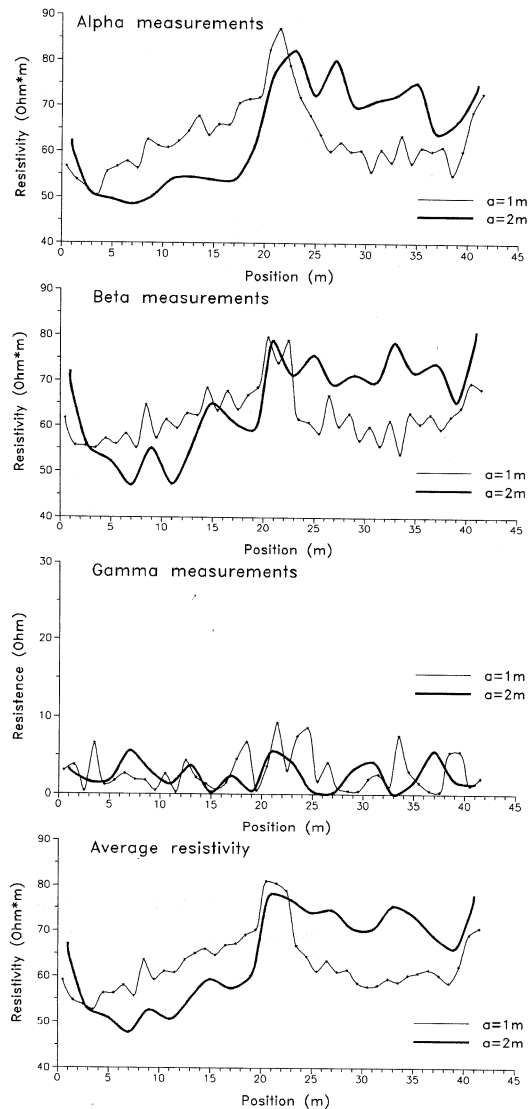 Alpha measurements
90
80
70
60
50
40
Resistivity (Ohm*m)
a=1m
a=2m
0 5 10 15 20 25 30 35 40 45
Position (m)
Beta measurements
90
80
70
60
50
40
Resistivity (Ohm*m)
a=1m
a=2m
0 5 10 15 20 25 30 35 40 45
Position (m)
Gamma measurements
30
20
10
0
Resistence (Ohm)
a=1m
a=2m
0 5 10 15 20 25 30 35 40 45
Position (m)
Average resistivity
90
80
70
60
50
40
Resistivity (Ohm*m)
a=1m
a=2m
0 5 10 15 20 25 30 35 40 45
Position (m)